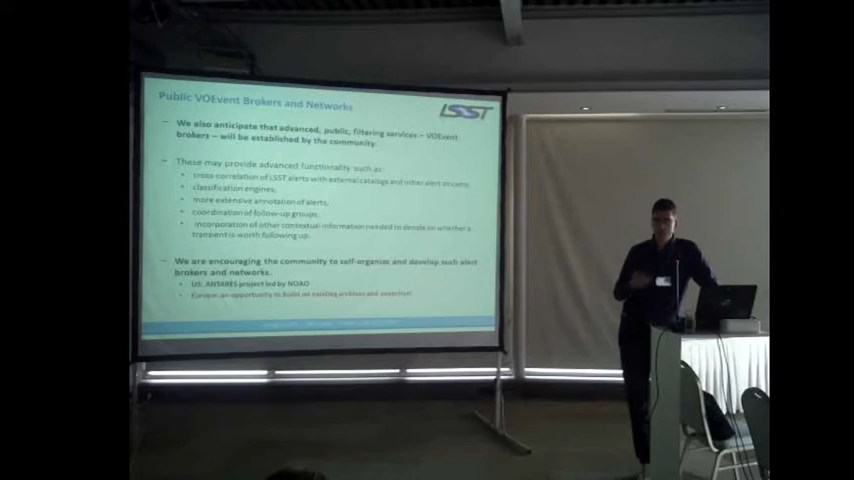 Public VOEvent Brokers and Networks
LSST
– We also anticipate that advanced, public, filtering services – VOEvent
brokers – will be established by the community.
– These may provide advanced functionality such as:
• cross correlation of LSST alerts with external catalogs and other alert streams,
• classification engines,
• more extensive annotation of alerts,
• coordination of follow-up groups,
• incorporation of other contextual information needed to decide on whether a
transient is worth following up.
– We are encouraging the community to self-organize and develop such alert
brokers and networks.
• US: ANTARES project led by NOAO
• Europe: an opportunity to build on existing archives and expertise!